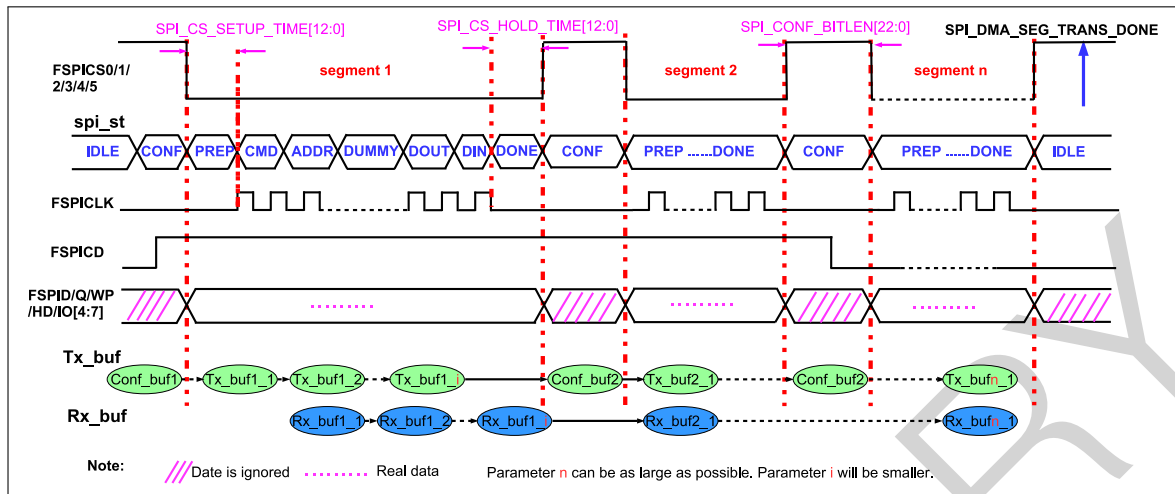 SPI_CS_SETUP_TIME[12:0]
SPI_CS_HOLD_TIME[12:0]
SPI_CONF_BITLEN[22:0]
SPI_DMA_SEG_TRANS_DONE
FSPICS0/1/
2/3/4/5
segment 1
segment 2
segment n
spi_st
IDLE CONF PREP CMD ADDR DUMMY DOUT DIN DONE CONF PREP ......DONE CONF PREP ......DONE IDLE
FSPICLK
FSPICD
FSPID/Q/WP
/HD/IO[4:7]
Tx_buf
Conf_buf1 Tx_buf1_1 Tx_buf1_2 Tx_buf1_i Conf_buf2 Tx_buf2_1 Conf_buf2 Tx_bufn_1
Rx_buf
Rx_buf1_1 Rx_buf1_2 Rx_buf1_i Rx_buf2_1 Rx_bufn_1
Note: Date is ignored Real data Parameter n can be as large as possible. Parameter i will be smaller.
RY